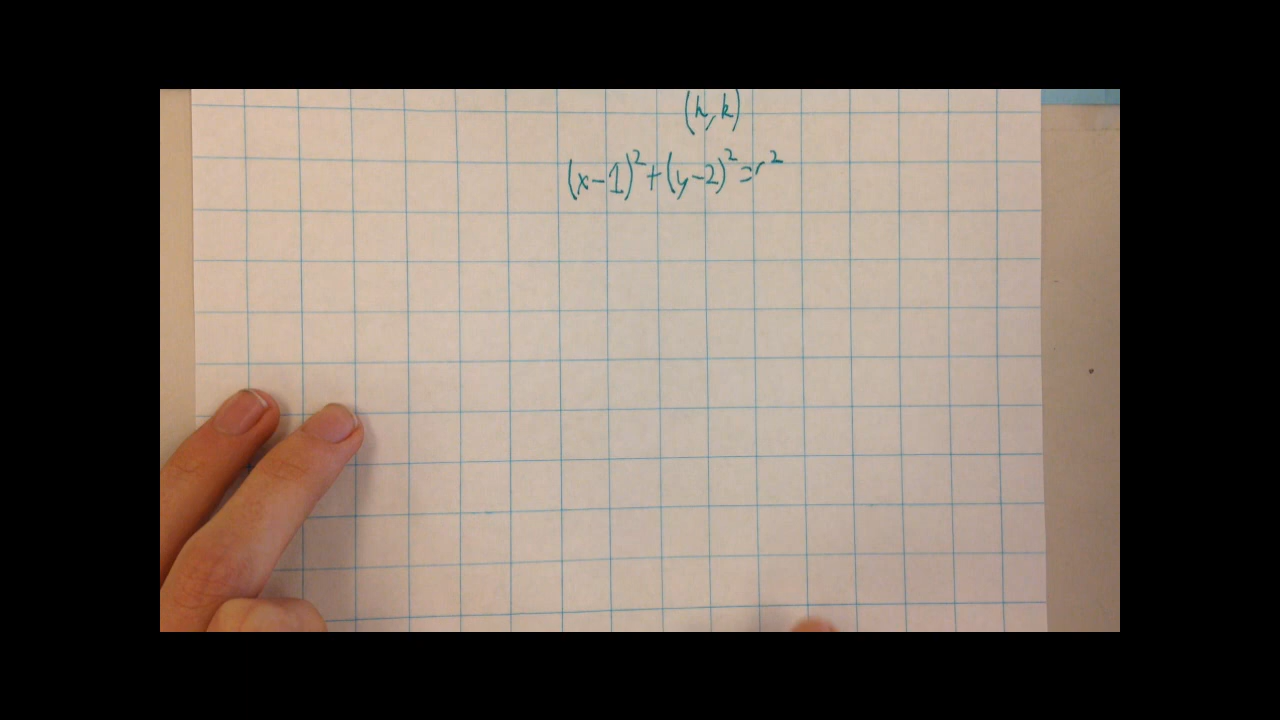 (h, k)
(x-1)² + (y-2)² = r²